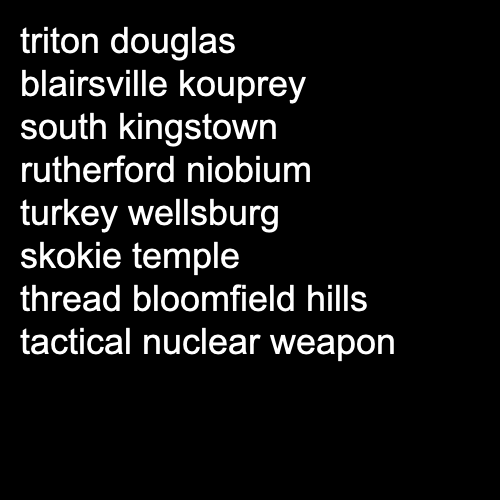 triton douglas
blairsville kouprey
south kingstown
rutherford niobium
turkey wellsburg
skokie temple
thread bloomfield hills
tactical nuclear weapon